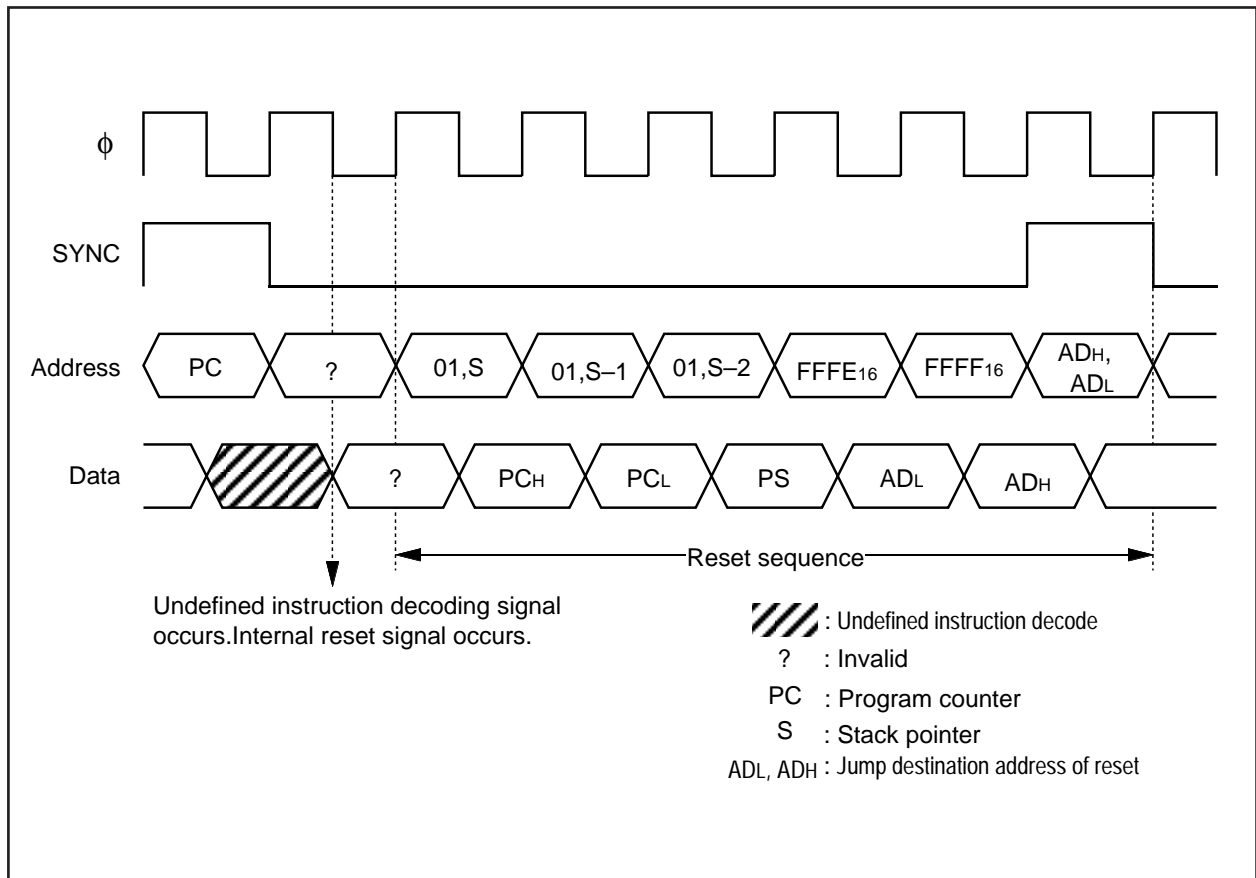 ϕ
SYNC
Address PC ? 01,S 01,S–1 01,S–2 FFFE16 FFFF16 ADH,
ADL
Data ? PCH PCL PS ADL ADH
Reset sequence
Undefined instruction decoding signal
occurs.Internal reset signal occurs.
: Undefined instruction decode
? : Invalid
PC : Program counter
S : Stack pointer
ADL, ADH : Jump destination address of reset